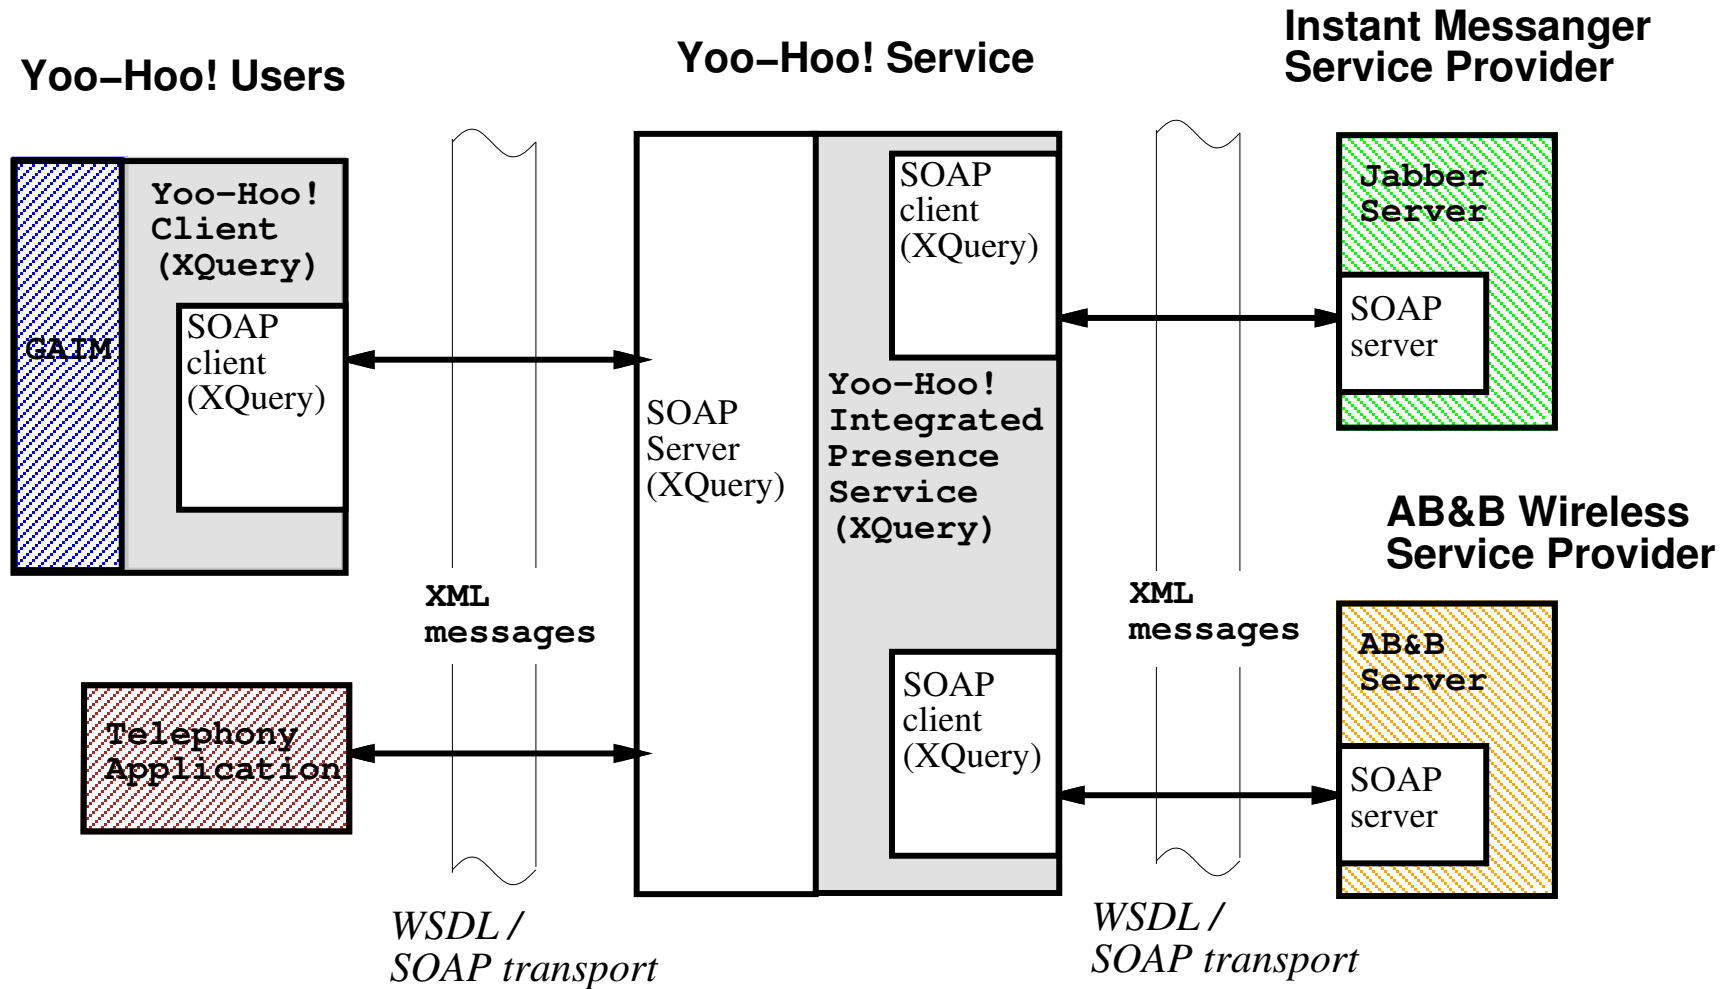 Yoo–Hoo! Users
Yoo–Hoo! Service
Instant Messanger
Service Provider
GAIM
Yoo–Hoo!
Client
(XQuery)
SOAP
client
(XQuery)
Telephony
Application
XML
messages
WSDL /
SOAP transport
SOAP
Server
(XQuery)
SOAP
client
(XQuery)
Yoo–Hoo!
Integrated
Presence
Service
(XQuery)
SOAP
client
(XQuery)
XML
messages
WSDL /
SOAP transport
Jabber
Server
SOAP
server
AB&B Wireless
Service Provider
AB&B
Server
SOAP
server